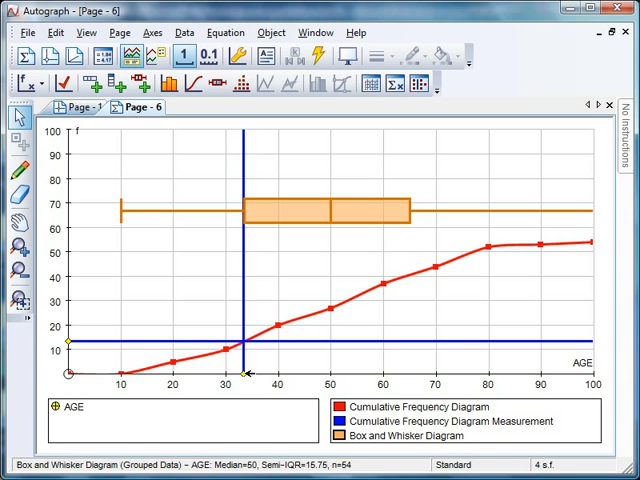 Autograph - [Page - 6]
File Edit View Page Axes Data Equation Object Window Help
1 0.1
Page - 1 Page - 6
No Instructions
f
100
90
80
70
60
50
40
30
20
10
AGE
10 20 30 40 50 60 70 80 90 100
AGE
Cumulative Frequency Diagram
Cumulative Frequency Diagram Measurement
Box and Whisker Diagram
Box and Whisker Diagram (Grouped Data) – AGE: Median=50, Semi-IQR=15.75, n=54 Standard 4 s.f.